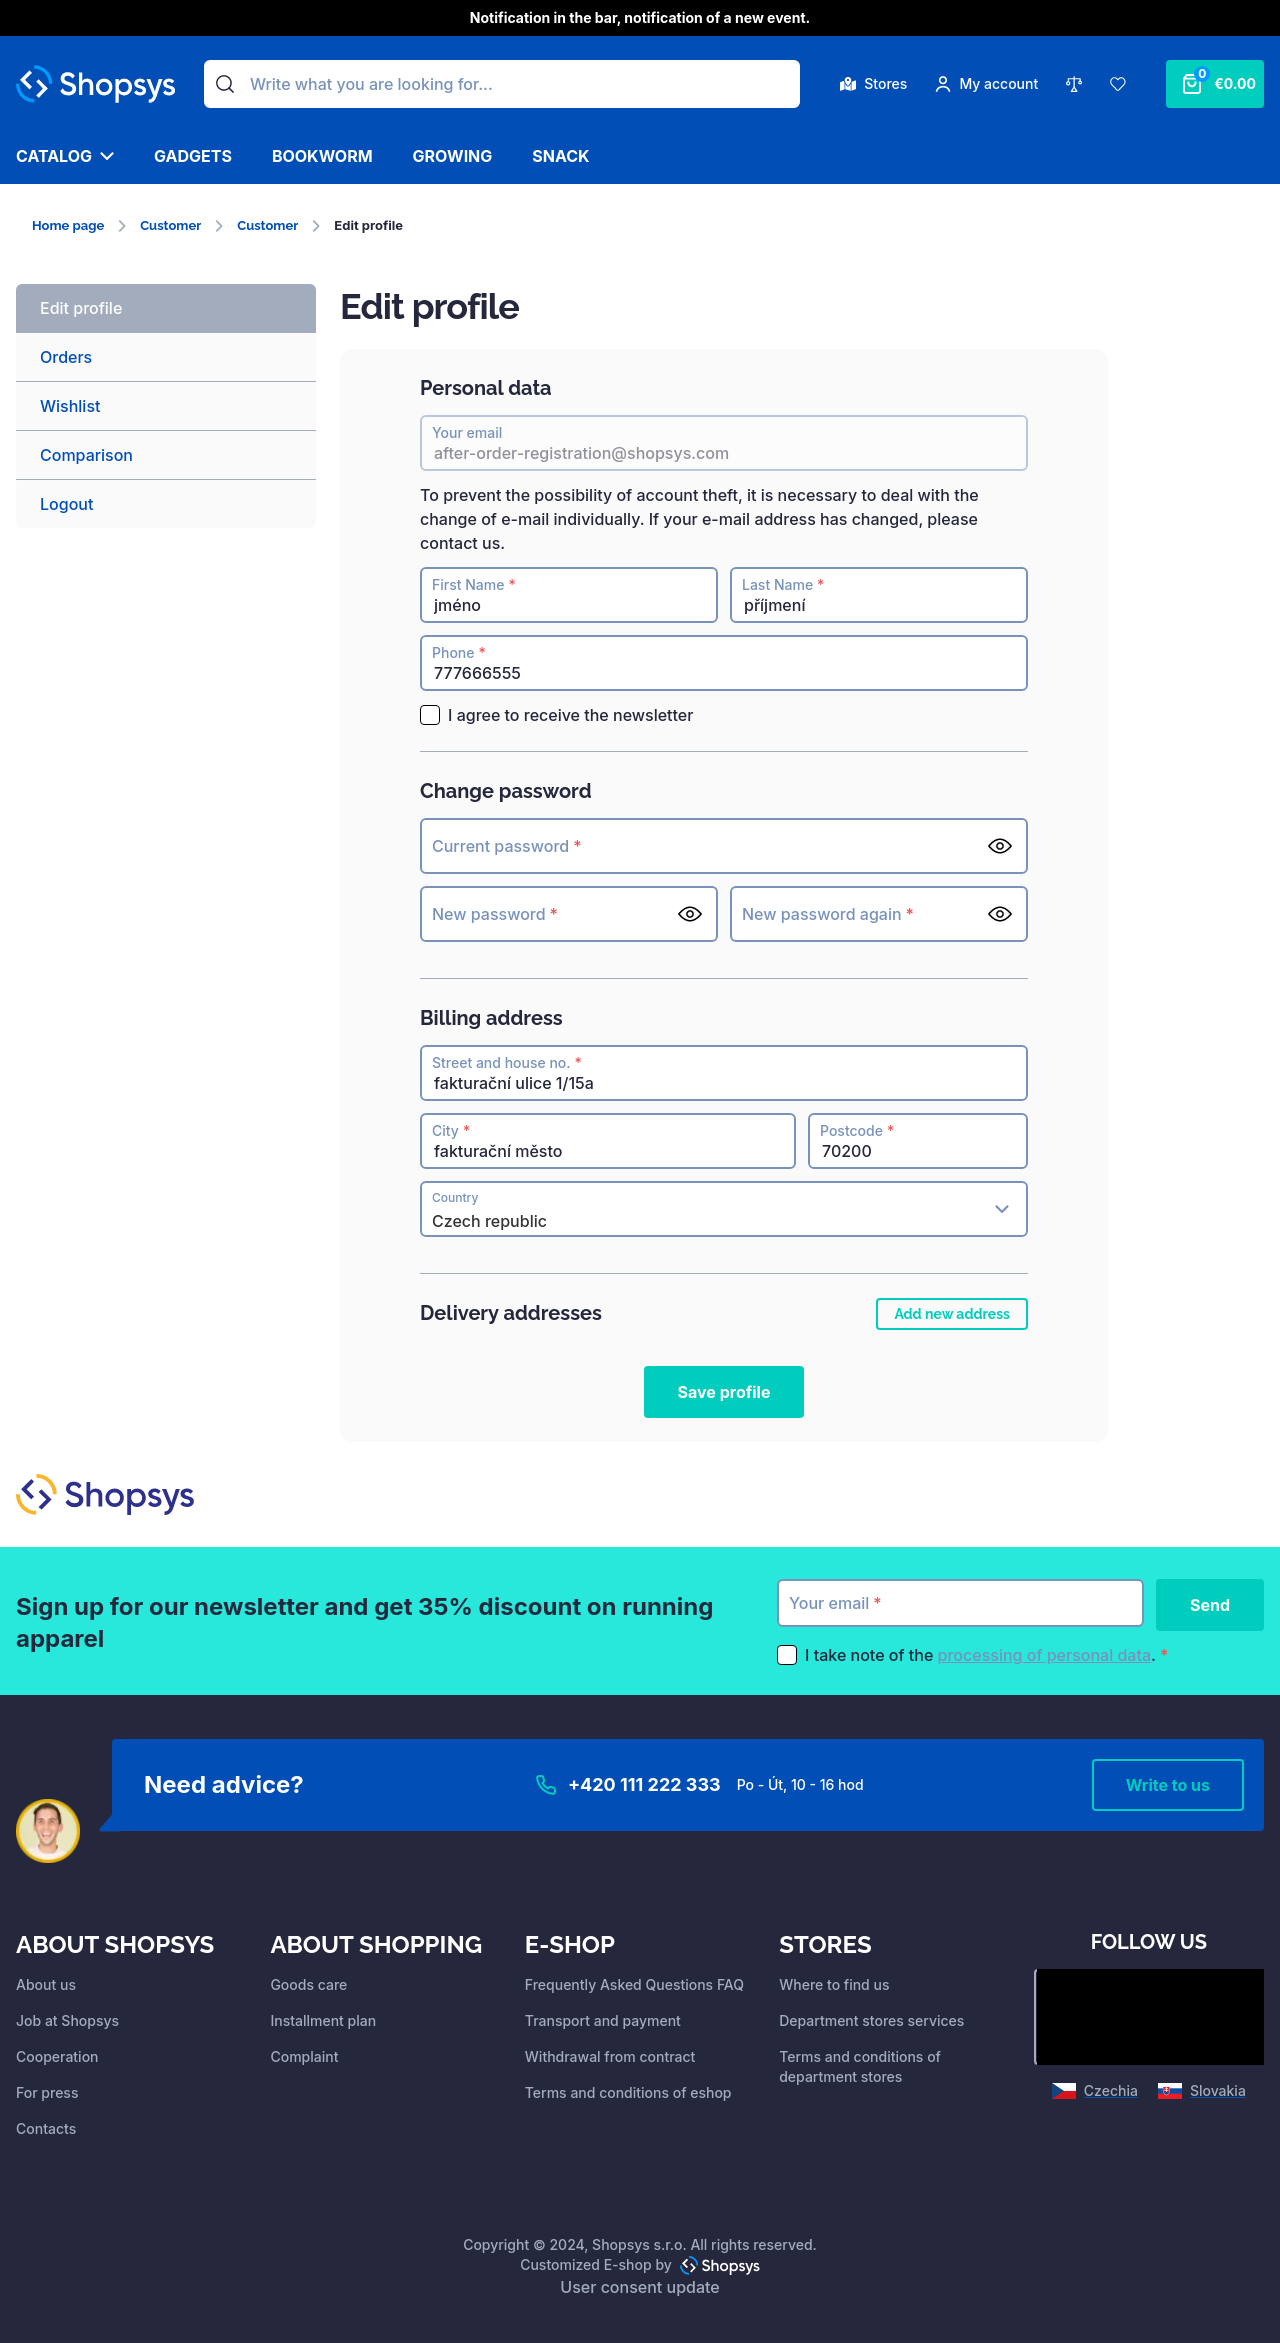 Notification in the bar, notification of a new event.
Shopsys
Write what you are looking for...
Stores
My account
0
€0.00
CATALOG
GADGETS
BOOKWORM
GROWING
SNACK
Home page
Customer
Customer
Edit profile
Edit profile
Orders
Wishlist
Comparison
Logout
Edit profile
Personal data
Your email
after-order-registration@shopsys.com
To prevent the possibility of account theft, it is necessary to deal with the
change of e-mail individually. If your e-mail address has changed, please
contact us.
First Name *
jméno
Last Name *
příjmení
Phone *
777666555
I agree to receive the newsletter
Change password
Current password *
New password *
New password again *
Billing address
Street and house no. *
fakturační ulice 1/15a
City *
fakturační město
Postcode *
70200
Country
Czech republic
Delivery addresses
Add new address
Save profile
Shopsys
Sign up for our newsletter and get 35% discount on running
apparel
Your email *
Send
I take note of the processing of personal data. *
Need advice?
+420 111 222 333
Po - Út, 10 - 16 hod
Write to us
ABOUT SHOPSYS
About us
Job at Shopsys
Cooperation
For press
Contacts
ABOUT SHOPPING
Goods care
Installment plan
Complaint
E-SHOP
Frequently Asked Questions FAQ
Transport and payment
Withdrawal from contract
Terms and conditions of eshop
STORES
Where to find us
Department stores services
Terms and conditions of
department stores
FOLLOW US
Czechia
Slovakia
Copyright © 2024, Shopsys s.r.o. All rights reserved.
Customized E-shop by Shopsys
User consent update